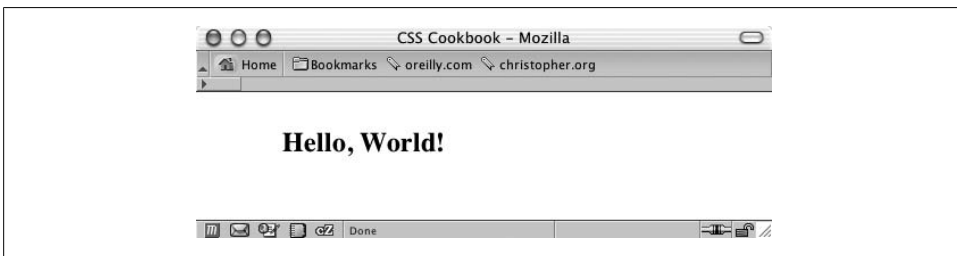 CSS Cookbook – Mozilla
Home Bookmarks oreilly.com christopher.org
Hello, World!
Done